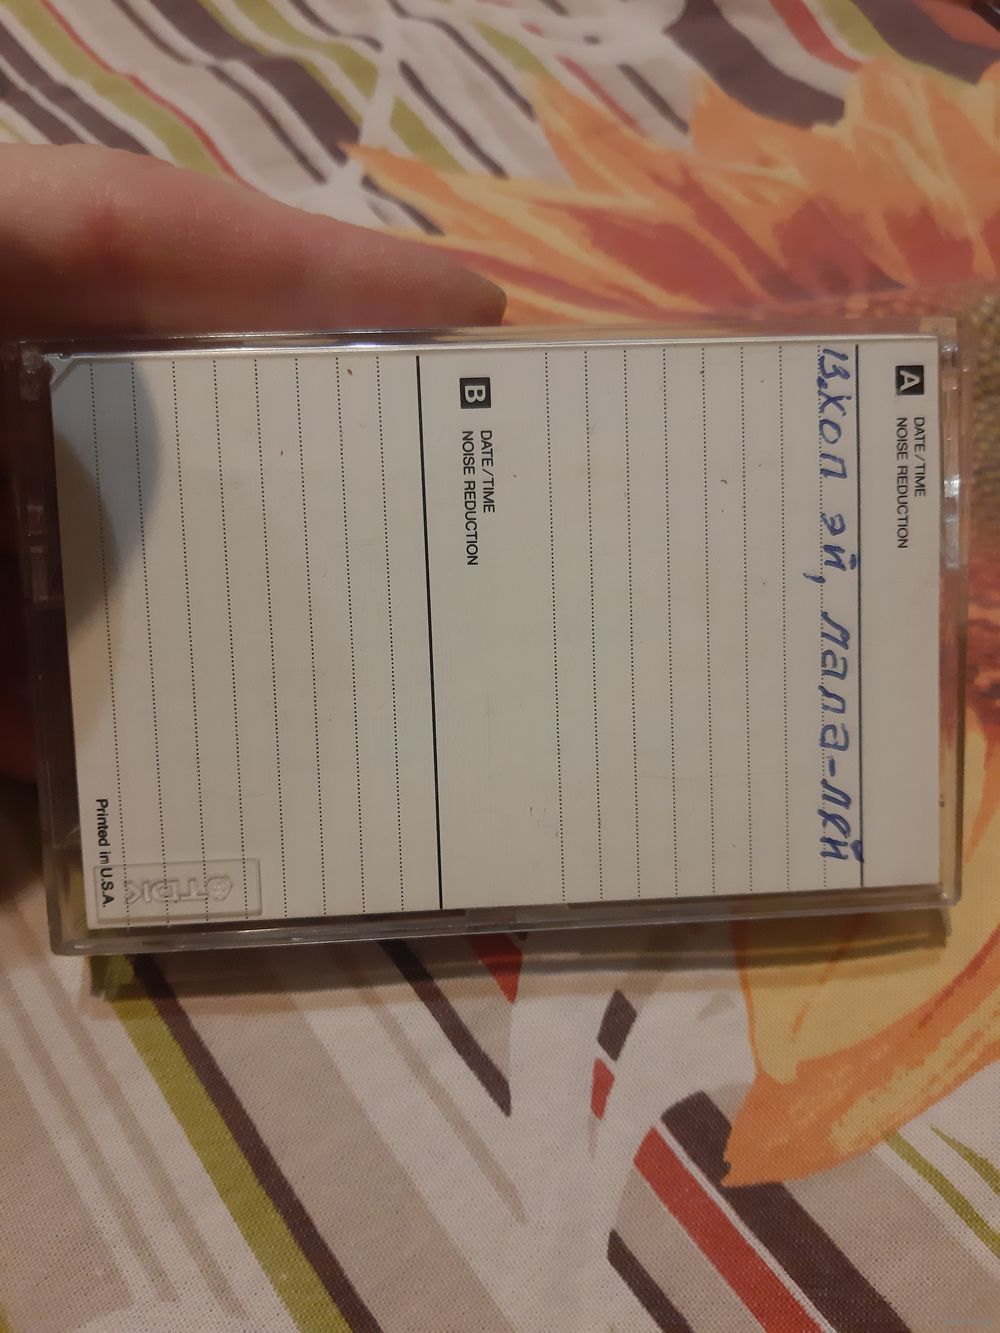 A DATE/TIME
NOISE REDUCTION
13. хоп эй, лала-лэй
B DATE/TIME
NOISE REDUCTION
TDK
Printed in U.S.A.